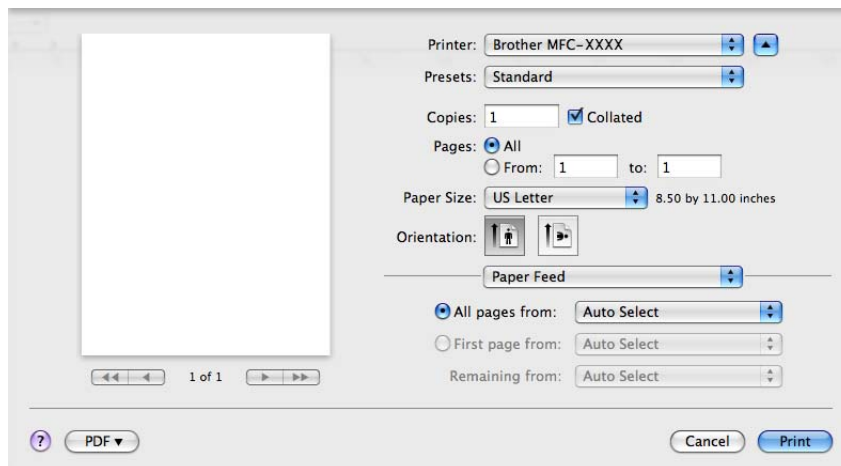 Printer: Brother MFC-XXXX
Presets: Standard
Copies: 1 Collated
Pages: All
From: 1 to: 1
Paper Size: US Letter 8.50 by 11.00 inches
Orientation:
Paper Feed
All pages from: Auto Select
First page from: Auto Select
Remaining from: Auto Select
1 of 1
? PDF ▼ Cancel Print